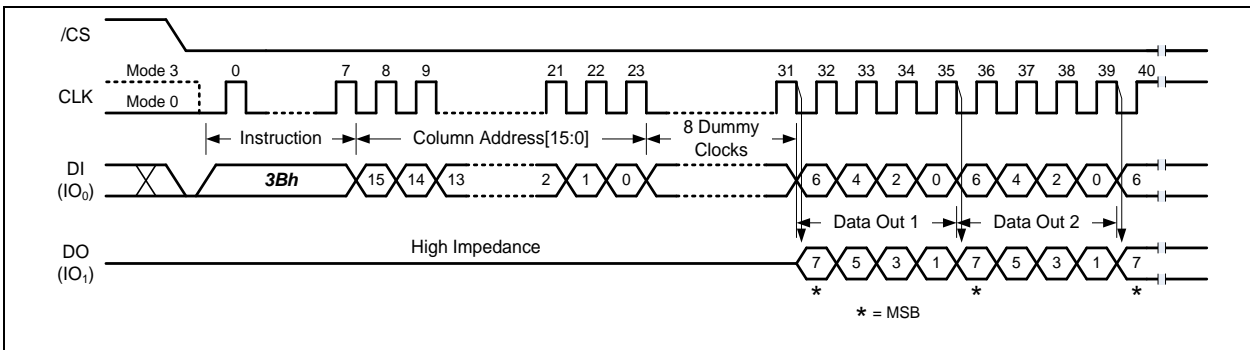 /CS
Mode 3 0 7 8 9 21 22 23 31 32 33 34 35 36 37 38 39 40
CLK
Mode 0
Instruction Column Address[15:0] 8 Dummy Clocks
DI
(IO0)
3Bh 15 14 13 2 1 0 6 4 2 0 6 4 2 0 6
Data Out 1 Data Out 2
High Impedance
DO
(IO1)
7 5 3 1 7 5 3 1 7
* * *
* = MSB